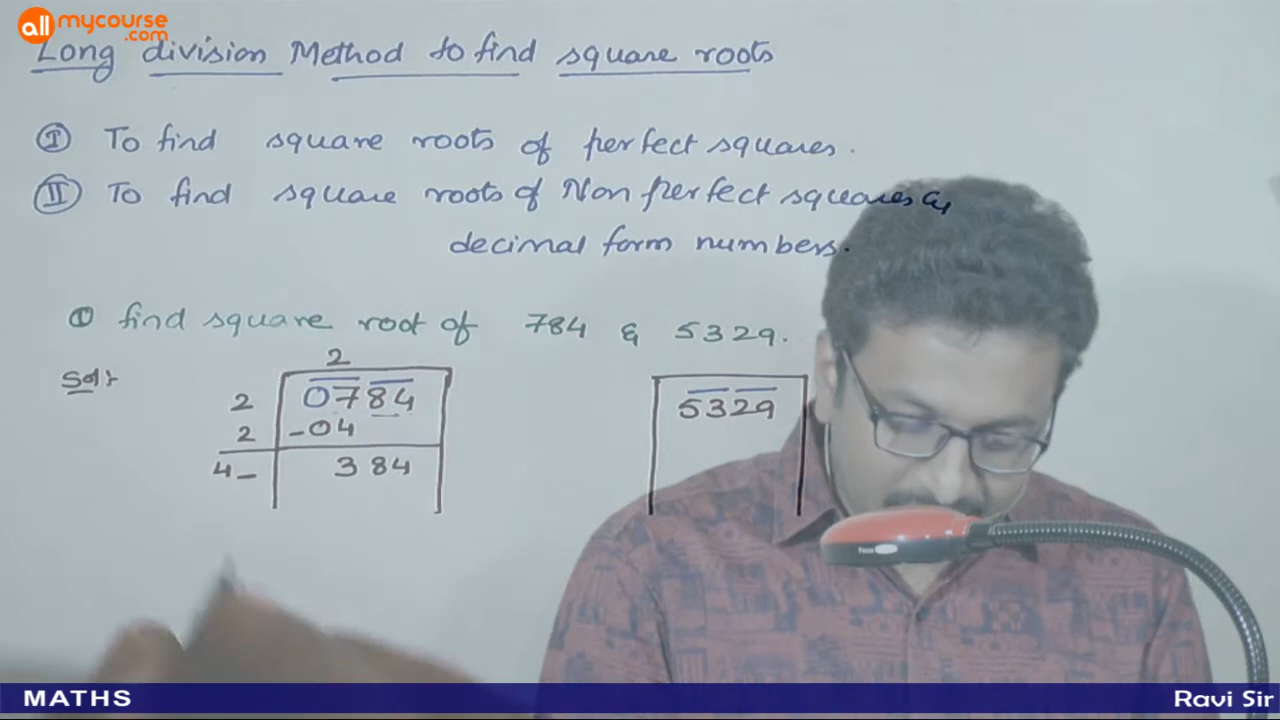 allmycourse.com
Long division Method to find square roots
I To find square roots of perfect squares.
II To find square roots of Non perfect squares &
decimal form numbers.
① find square root of 784 & 5329.
Sol:
2
2 0784 5329
2 -04
4_ 384
MATHS Ravi Sir